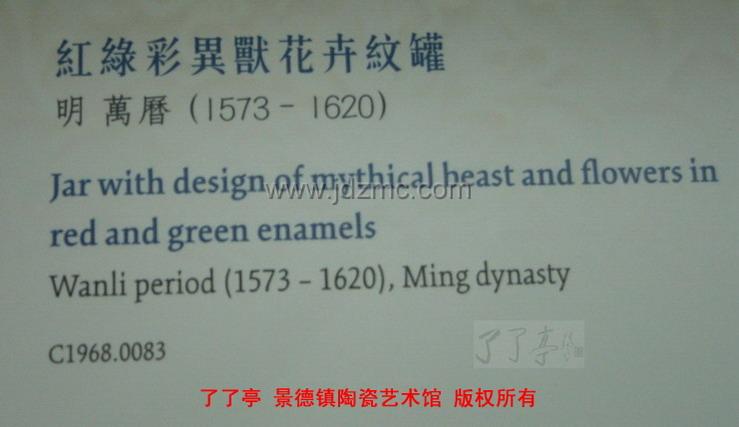 紅綠彩異獸花卉紋罐
明 萬曆 (1573 - 1620)
Jar with design of mythical beast and flowers in
www.jdzmc.com
red and green enamels
Wanli period (1573 – 1620), Ming dynasty
C1968.0083
了了亭
了了亭 景德镇陶瓷艺术馆 版权所有